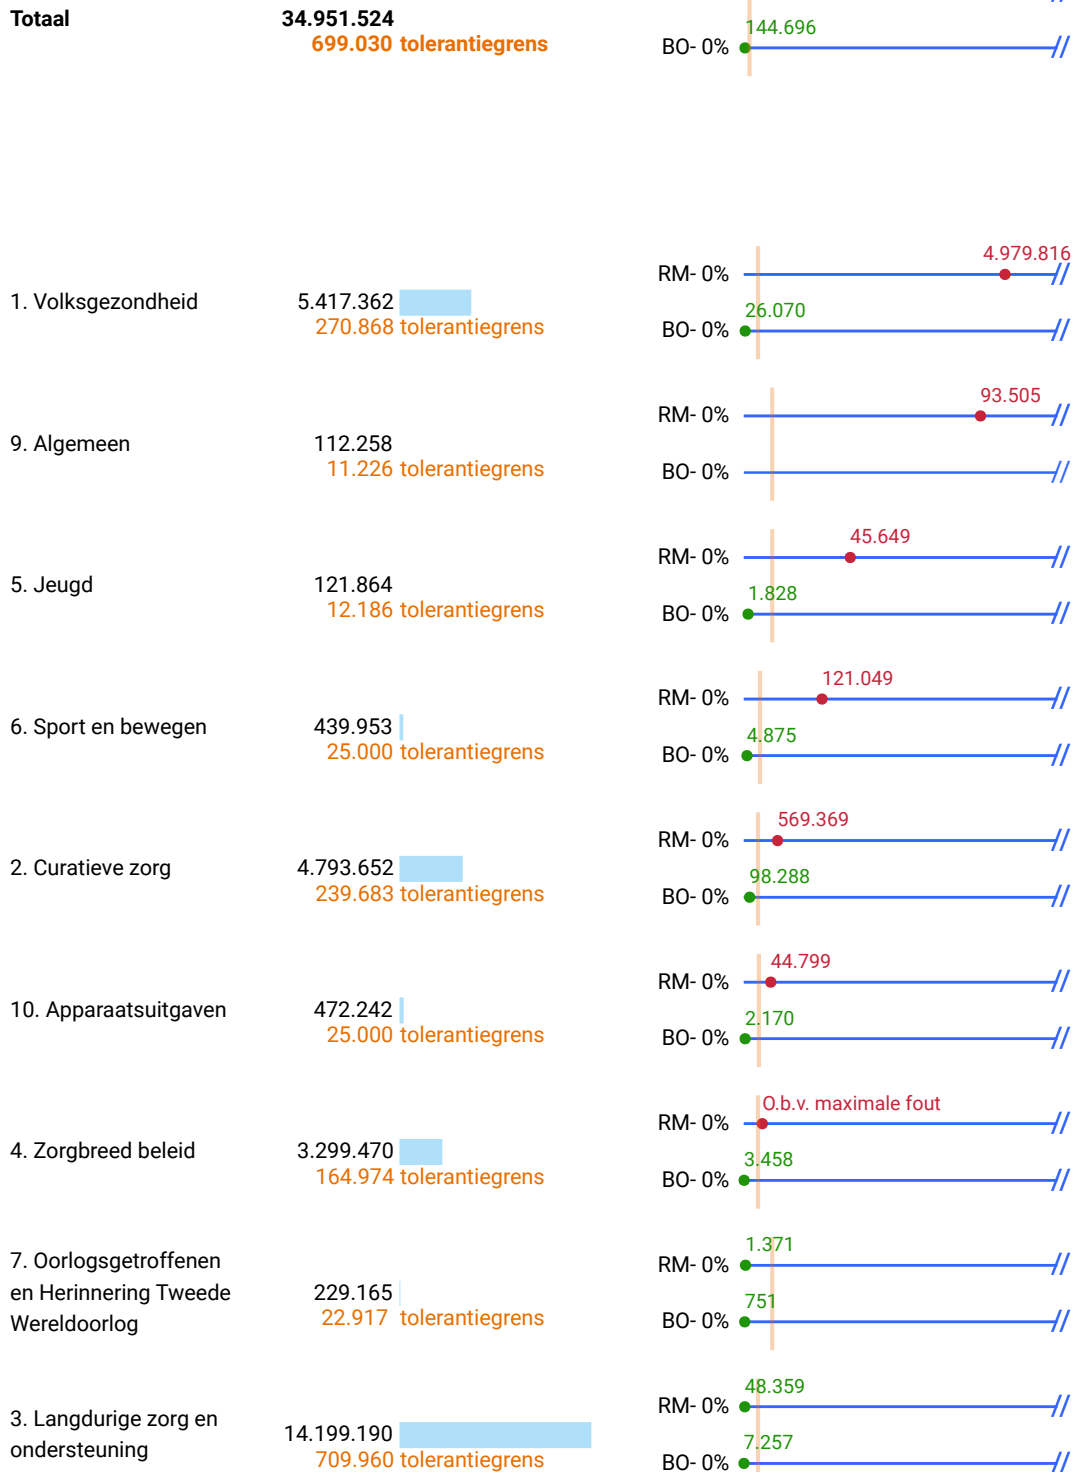 Totaal
34.951.524
699.030 tolerantiegrens
144.696
BO- 0%
1. Volksgezondheid
5.417.362
270.868 tolerantiegrens
4.979.816
RM- 0%
26.070
BO- 0%
9. Algemeen
112.258
11.226 tolerantiegrens
93.505
RM- 0%
BO- 0%
5. Jeugd
121.864
12.186 tolerantiegrens
45.649
RM- 0%
1.828
BO- 0%
6. Sport en bewegen
439.953
25.000 tolerantiegrens
121.049
RM- 0%
4.875
BO- 0%
2. Curatieve zorg
4.793.652
239.683 tolerantiegrens
569.369
RM- 0%
98.288
BO- 0%
10. Apparaatsuitgaven
472.242
25.000 tolerantiegrens
44.799
RM- 0%
2.170
BO- 0%
4. Zorgbreed beleid
3.299.470
164.974 tolerantiegrens
O.b.v. maximale fout
RM- 0%
3.458
BO- 0%
7. Oorlogsgetroffenen
en Herinnering Tweede
Wereldoorlog
229.165
22.917 tolerantiegrens
1.371
RM- 0%
751
BO- 0%
3. Langdurige zorg en
ondersteuning
14.199.190
709.960 tolerantiegrens
48.359
RM- 0%
7.257
BO- 0%